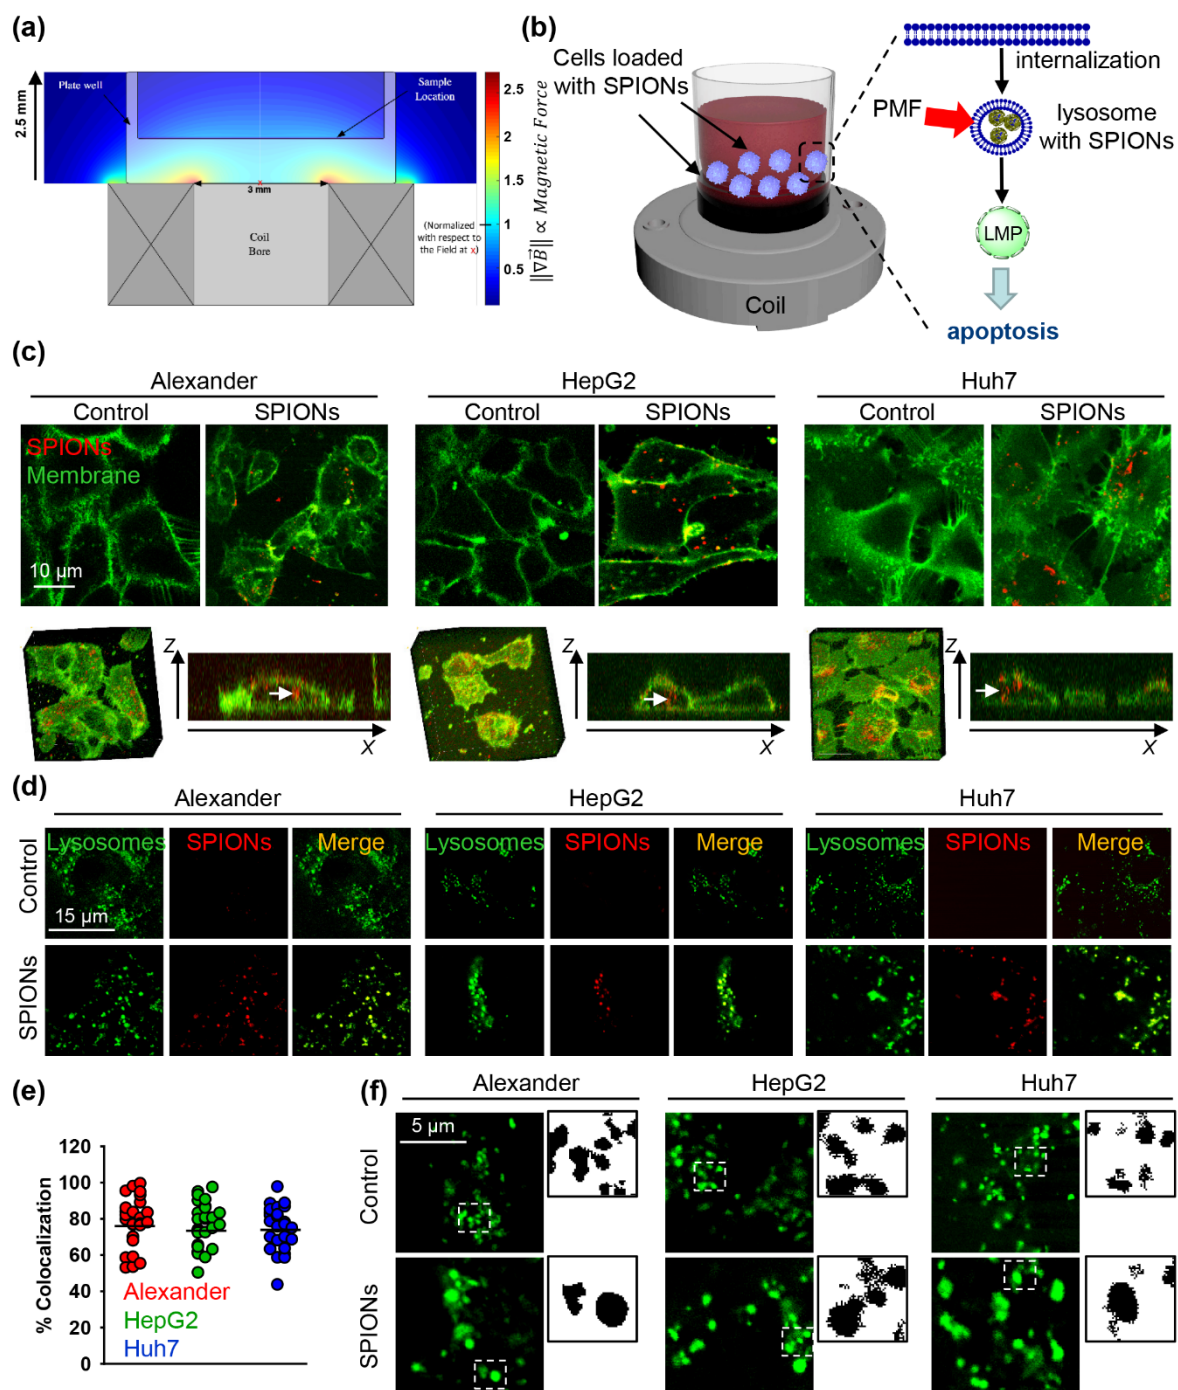 (a)
2.5 mm
Plate well
Sample
Location
3 mm
x
Coil
Bore
(Normalized
with respect to
the Field at x)
2.5
2
1.5
1
0.5
‖∇B⃗‖ ∝ Magnetic Force
(b)
Cells loaded
with SPIONs
Coil
internalization
PMF
lysosome
with SPIONs
LMP
apoptosis
(c)
Alexander HepG2 Huh7
Control SPIONs Control SPIONs Control SPIONs
SPIONs
Membrane
10 µm
Z Z Z
X X X
(d)
Alexander HepG2 Huh7
Control
Lysosomes SPIONs Merge Lysosomes SPIONs Merge Lysosomes SPIONs Merge
15 µm
SPIONs
(e)
% Colocalization
120
100
80
60
40
20
0
Alexander
HepG2
Huh7
(f)
Alexander HepG2 Huh7
Control
5 µm
SPIONs